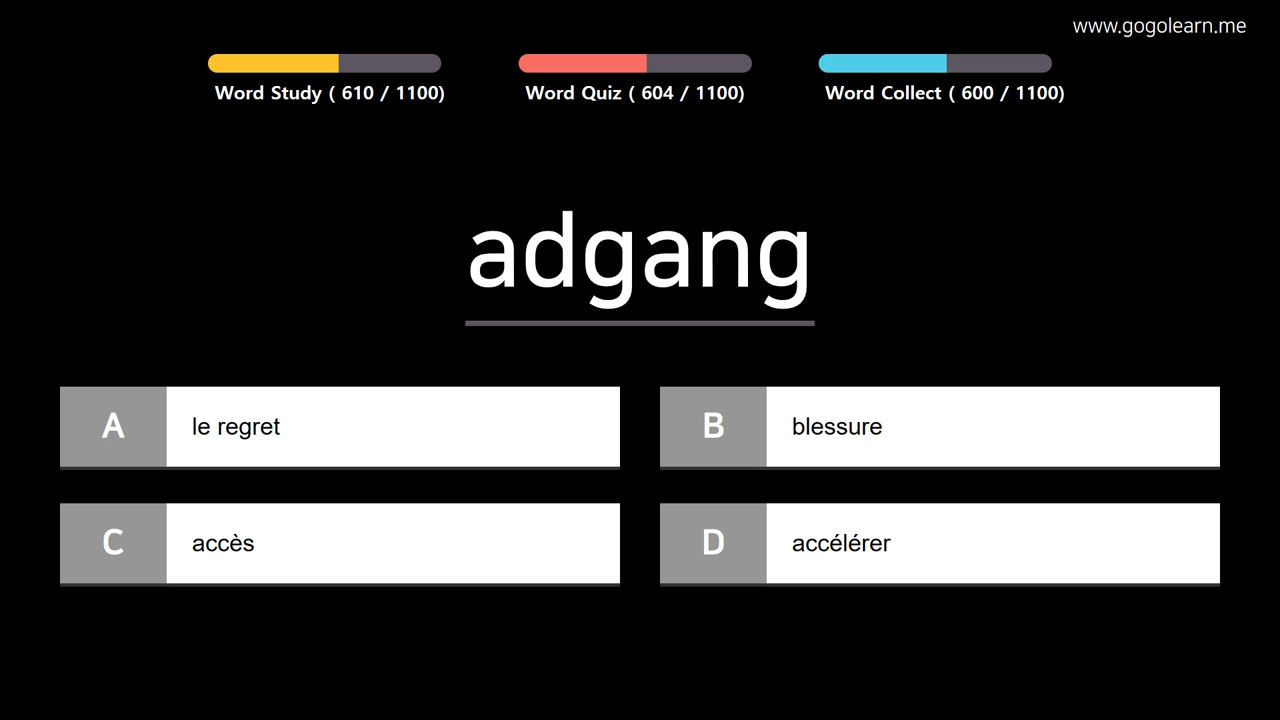 www.gogolearn.me
Word Study ( 610 / 1100)
Word Quiz ( 604 / 1100)
Word Collect ( 600 / 1100)
adgang
A
le regret
B
blessure
C
accès
D
accélérer